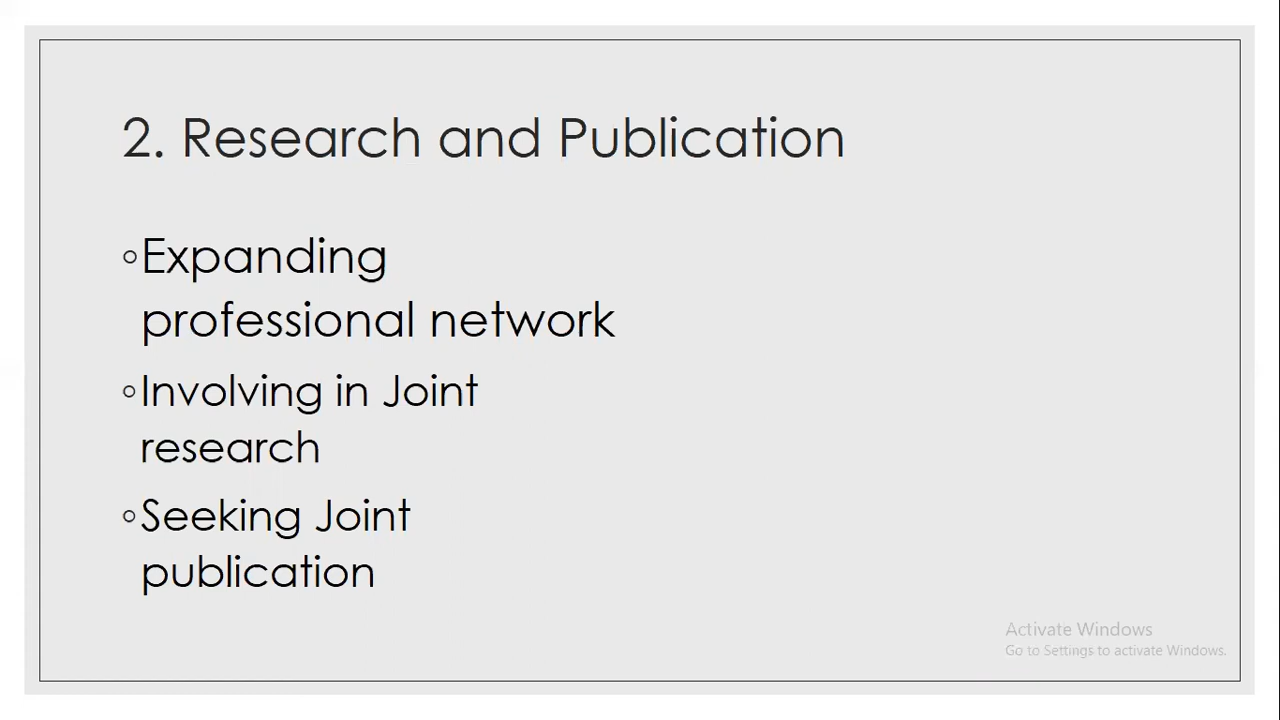 2. Research and Publication
◦Expanding
professional network
◦Involving in Joint
research
◦Seeking Joint
publication
Activate Windows
Go to Settings to activate Windows.